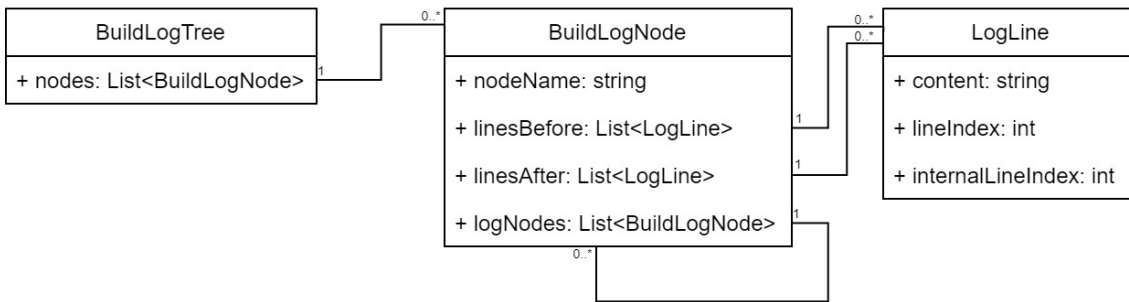 BuildLogTree
+ nodes: List<BuildLogNode>
1
0..*
BuildLogNode
+ nodeName: string
+ linesBefore: List<LogLine>
1
+ linesAfter: List<LogLine>
1
+ logNodes: List<BuildLogNode>
1
0..*
0..*
0..*
LogLine
+ content: string
+ lineIndex: int
+ internalLineIndex: int